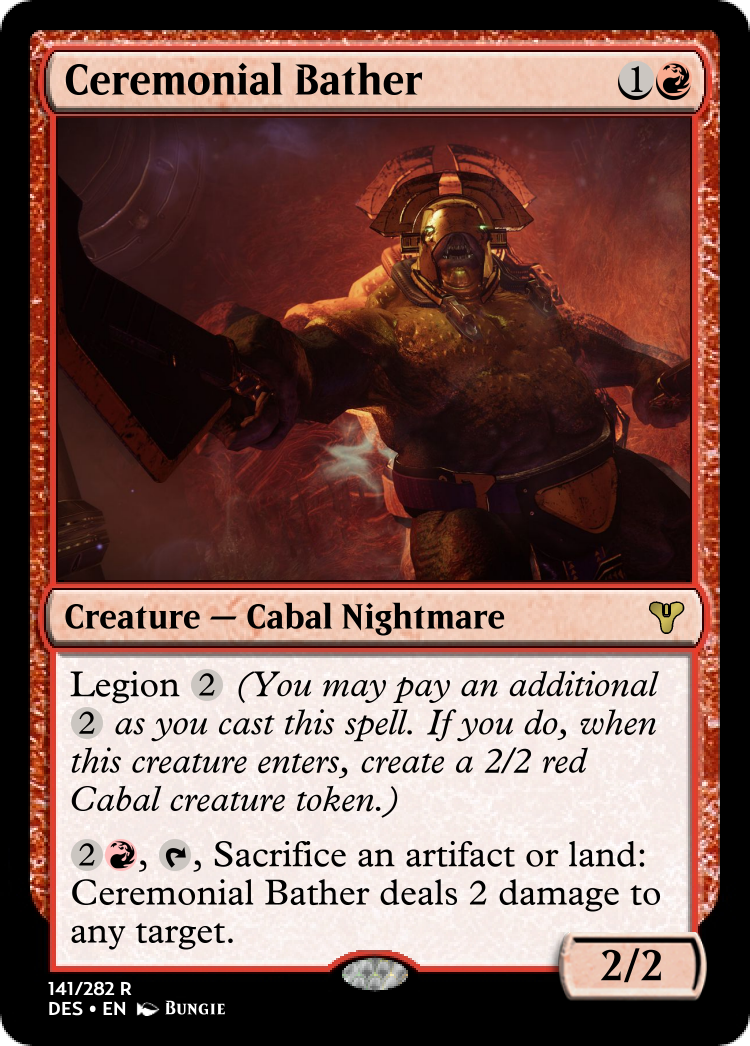 Ceremonial Bather 1
Creature — Cabal Nightmare
Legion 2 (You may pay an additional
2 as you cast this spell. If you do, when
this creature enters, create a 2/2 red
Cabal creature token.)
2, , Sacrifice an artifact or land:
Ceremonial Bather deals 2 damage to
any target.
2/2
141/282 R
DES • EN Bungie